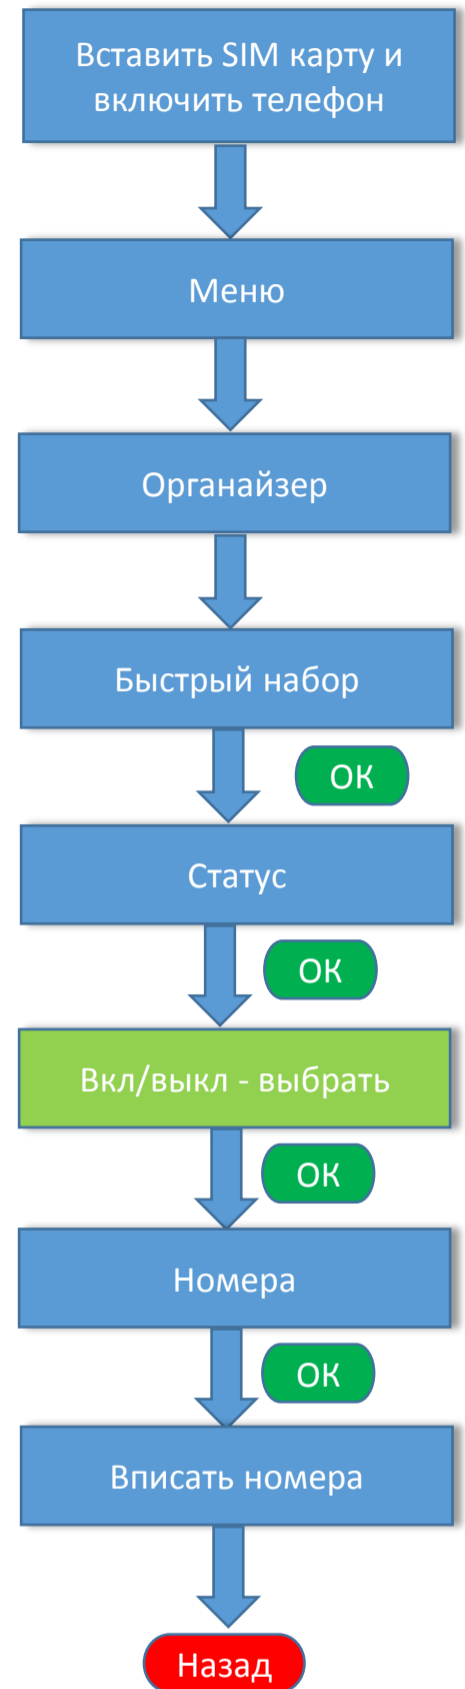 Вставить SIM карту и
включить телефон
Меню
Органайзер
Быстрый набор
ОК
Статус
ОК
Вкл/выкл - выбрать
ОК
Номера
ОК
Вписать номера
Назад